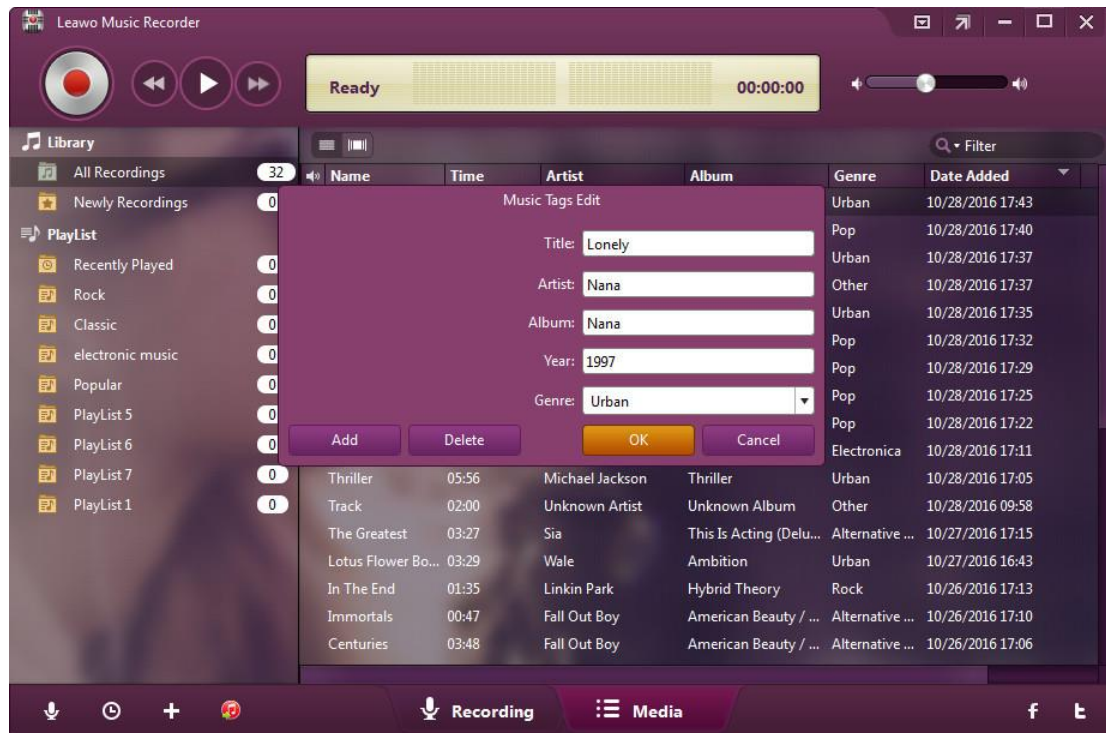 Leawo Music Recorder
Ready 00:00:00
Library
Filter
All Recordings 32
Name Time Artist Album Genre Date Added
Newly Recordings 0
Music Tags Edit
Urban 10/28/2016 17:43
PlayList
Title: Lonely
Pop 10/28/2016 17:40
Recently Played 0
Urban 10/28/2016 17:37
Artist: Nana
Other 10/28/2016 17:37
Rock 0
Urban 10/28/2016 17:35
Classic 0
Album: Nana
Pop 10/28/2016 17:32
electronic music 0
Year: 1997
Pop 10/28/2016 17:29
Popular 0
Genre: Urban
Pop 10/28/2016 17:25
PlayList 5 0
Pop 10/28/2016 17:22
PlayList 6 0
Add Delete OK Cancel
Electronica 10/28/2016 17:11
PlayList 7 0
Thriller 05:56 Michael Jackson Thriller Urban 10/28/2016 17:05
PlayList 1 0
Track 02:00 Unknown Artist Unknown Album Other 10/28/2016 09:58
The Greatest 03:27 Sia This Is Acting (Delu... Alternative ... 10/27/2016 17:15
Lotus Flower Bo... 03:29 Wale Ambition Urban 10/27/2016 16:43
In The End 01:35 Linkin Park Hybrid Theory Rock 10/26/2016 17:13
Immortals 00:47 Fall Out Boy American Beauty / ... Alternative ... 10/26/2016 17:10
Centuries 03:48 Fall Out Boy American Beauty / ... Alternative ... 10/26/2016 17:06
Recording Media